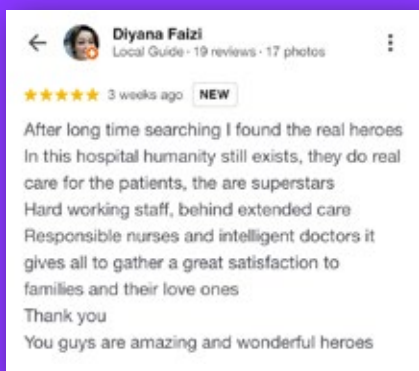 Diyana Faizi
Local Guide · 19 reviews · 17 photos
3 weeks ago NEW
After long time searching I found the real heroes
In this hospital humanity still exists, they do real
care for the patients, the are superstars
Hard working staff, behind extended care
Responsible nurses and intelligent doctors it
gives all to gather a great satisfaction to
families and their love ones
Thank you
You guys are amazing and wonderful heroes